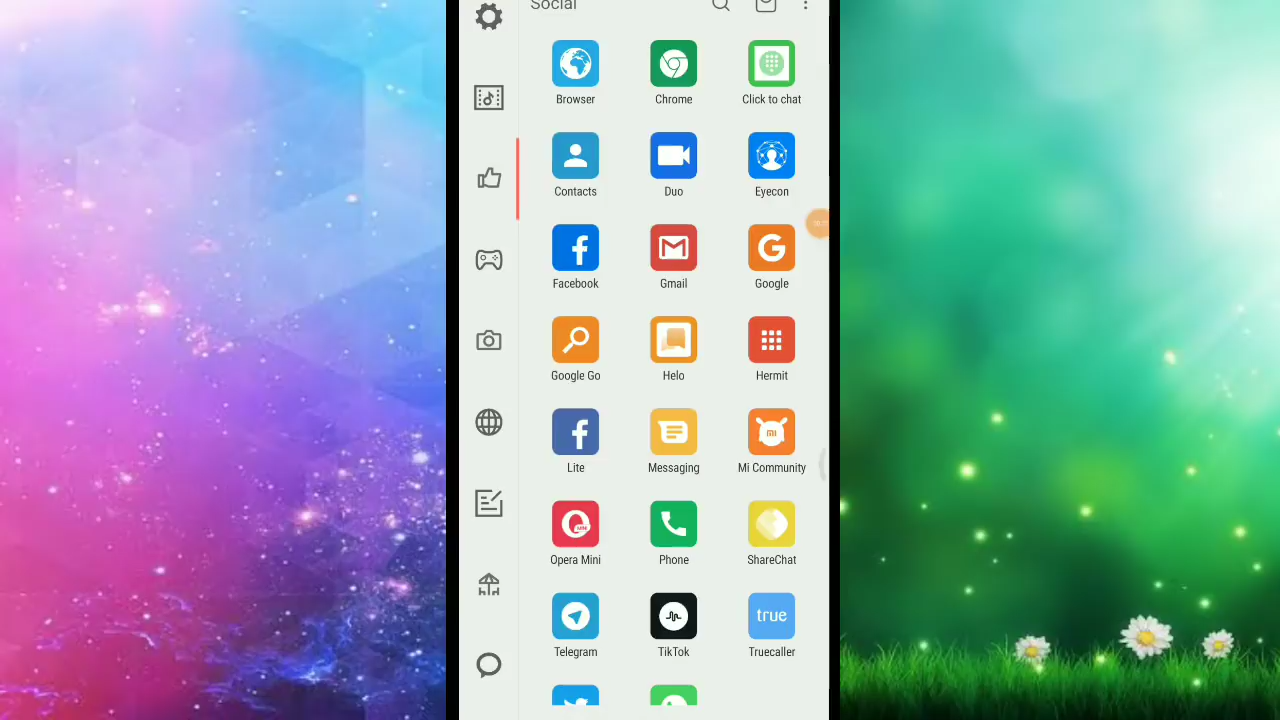 Social
Browser Chrome Click to chat
Contacts Duo Eyecon
Facebook Gmail Google
Google Go Helo Hermit
mi
Lite Messaging Mi Community
Opera Mini Phone ShareChat
true
Telegram TikTok Truecaller